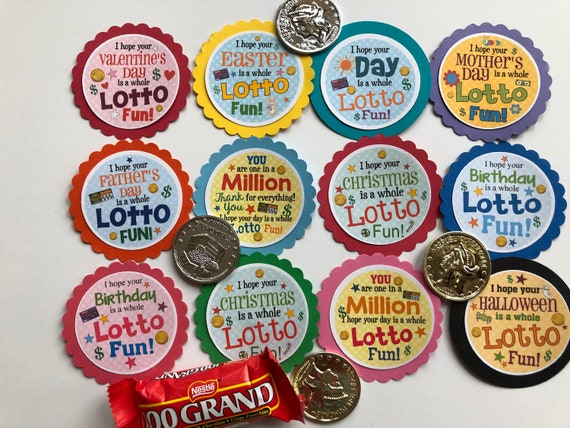 I hope your
VALENTINE'S
DAY
is a whole
Lotto
Fun!
I hope your
EASTER
is a whole
Lotto
Fun!
I hope your
Day
is a whole
Lotto
Fun!
I hope your
MOTHER'S
DAY
is a whole
Lotto
Fun!
I hope your
FATHER'S
DAY
is a whole
LOTTO
FUN!
YOU
are one in a
Million
Thank for everything!
You
I hope your day is a whole
Lotto Fun!
I hope your
CHRISTMAS
is a whole
Lotto
Fun!
I hope your
Birthday
is a whole
LOTTO
FUN!
I hope your
Birthday
is a whole
Lotto
Fun!
I hope your
CHRISTMAS
is a whole
Lotto
Fun!
YOU
are one in a
Million
I hope your day is a whole
Lotto
Fun!
I hope your
HALLOWEEN
is a whole
Lotto
Fun!
Nestle
100 GRAND